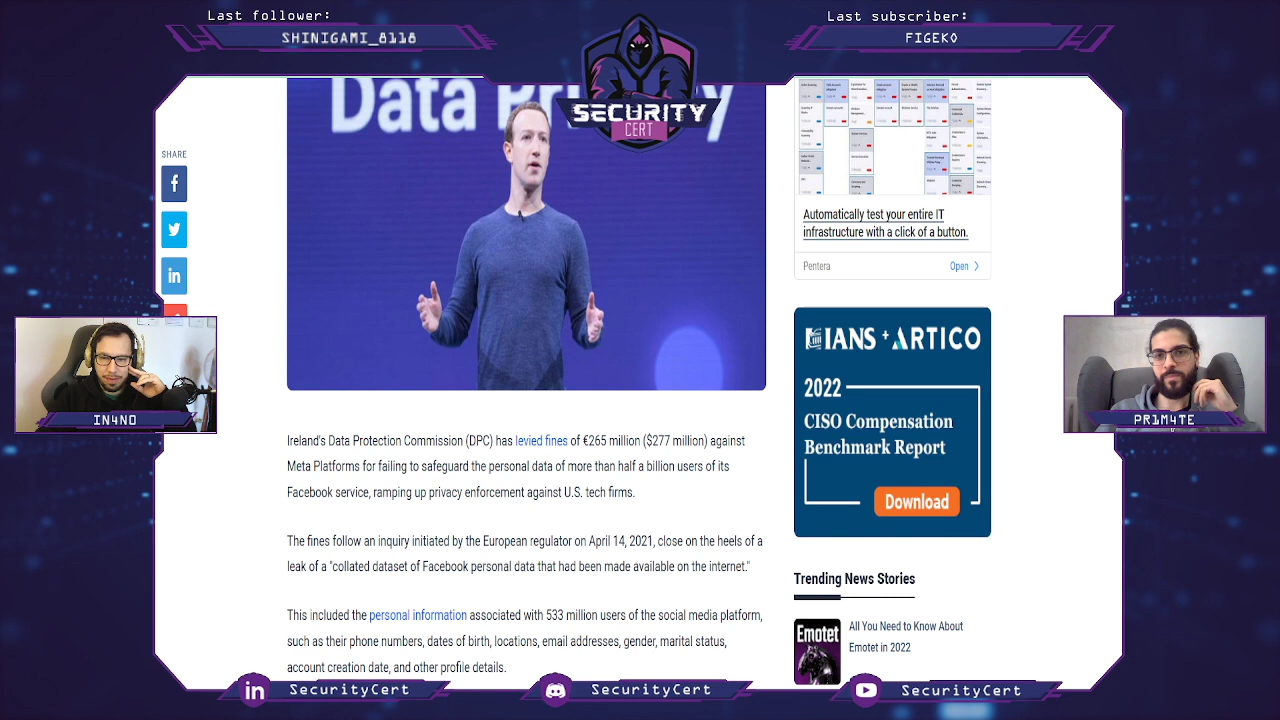 Last follower:
SHINIGAMI_8118
Last subscriber:
FIGEKO
SECURITY
CERT
Data
SHARE
Automatically test your entire IT
infrastructure with a click of a button.
Pentera
Open
IANS + ARTICO
2022
CISO Compensation
Benchmark Report
Download
IN4N0
PR1M4TE
Ireland's Data Protection Commission (DPC) has levied fines of €265 million ($277 million) against
Meta Platforms for failing to safeguard the personal data of more than half a billion users of its
Facebook service, ramping up privacy enforcement against U.S. tech firms.
The fines follow an inquiry initiated by the European regulator on April 14, 2021, close on the heels of a
leak of a "collated dataset of Facebook personal data that had been made available on the internet."
This included the personal information associated with 533 million users of the social media platform,
such as their phone numbers, dates of birth, locations, email addresses, gender, marital status,
account creation date, and other profile details.
Trending News Stories
Emotet
All You Need to Know About
Emotet in 2022
SecurityCert
SecurityCert
SecurityCert